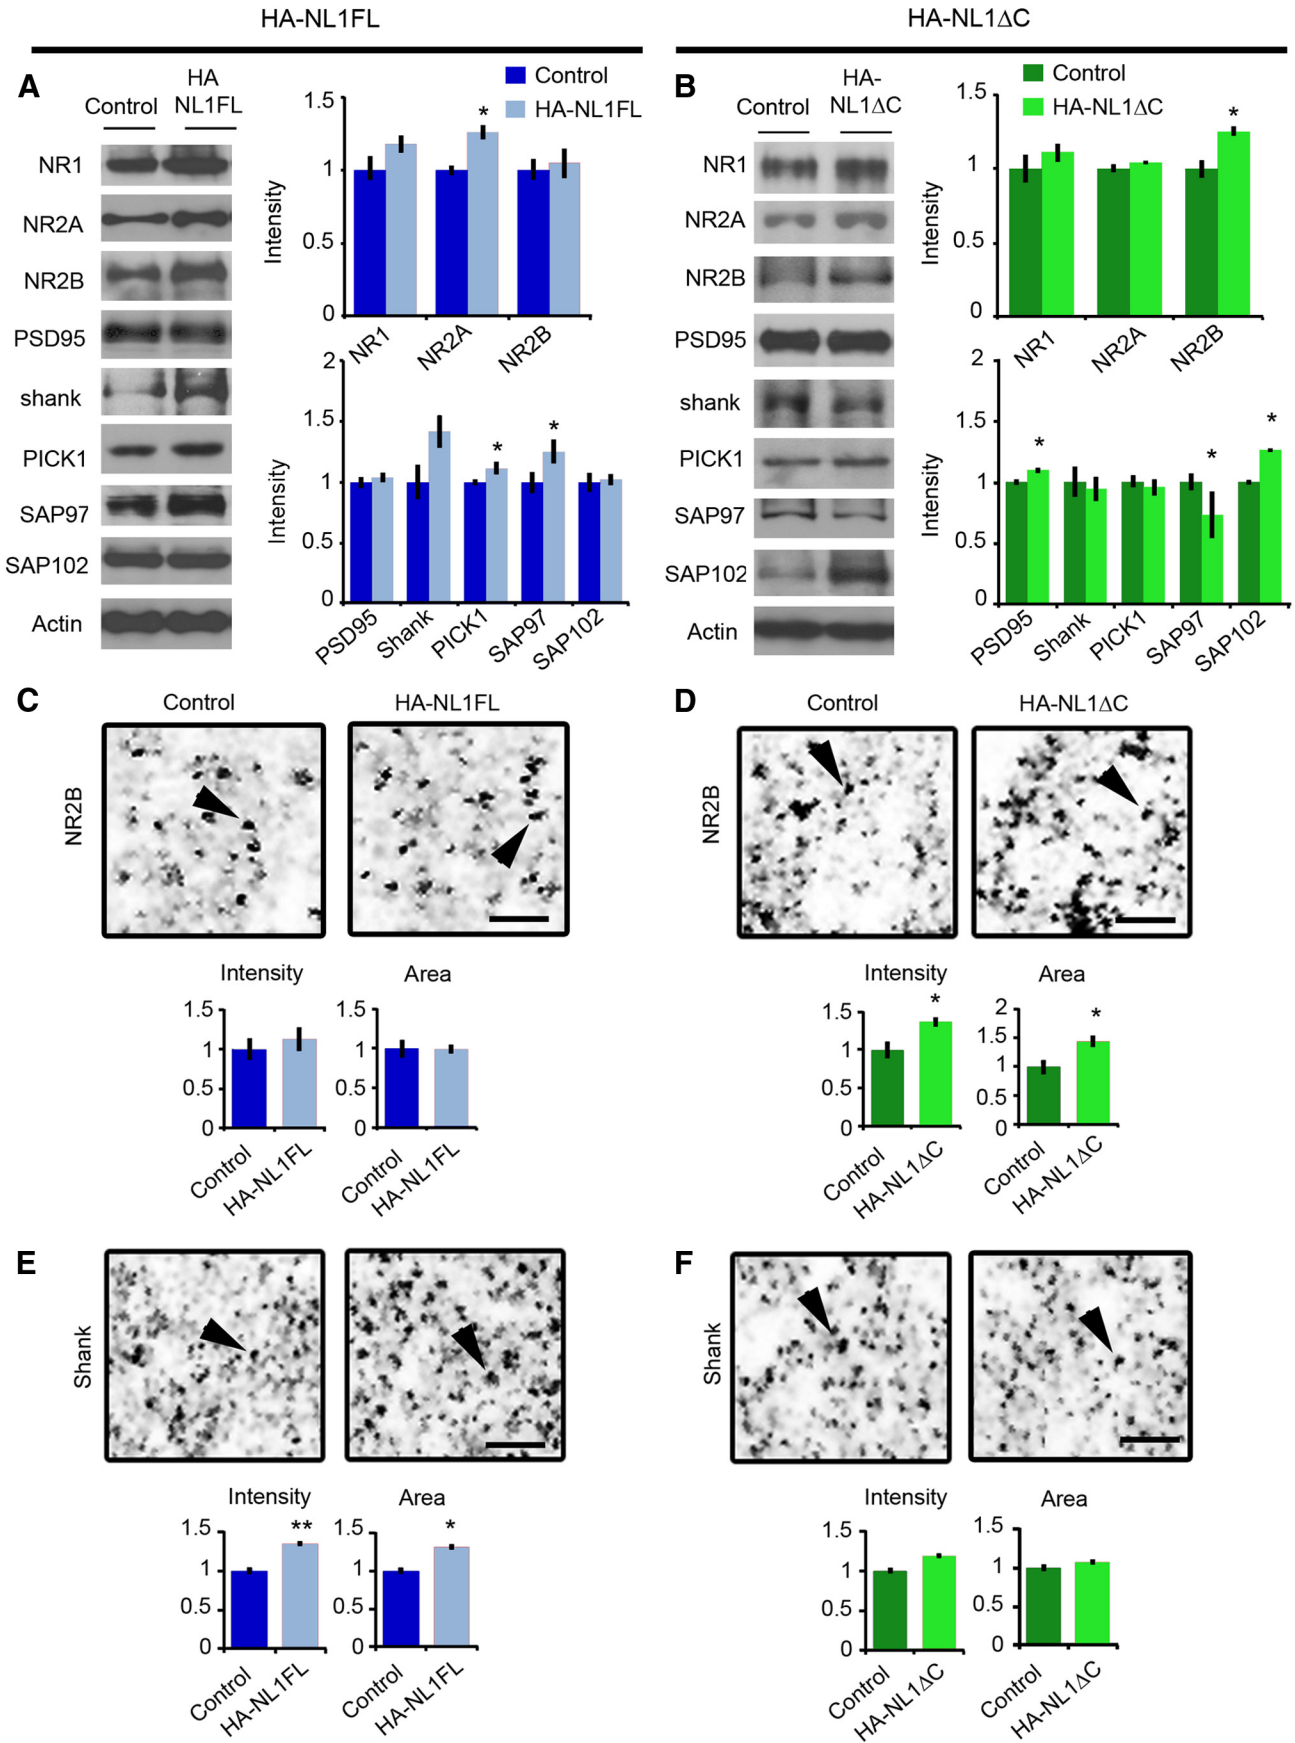 HA-NL1FL
HA-NL1ΔC
A
Control
HA
NL1FL
NR1
NR2A
NR2B
PSD95
shank
PICK1
SAP97
SAP102
Actin
Control
HA-NL1FL
Intensity
1.5
1
0.5
0
*
NR1
NR2A
NR2B
Intensity
2
1.5
1
0.5
0
*
*
PSD95
Shank
PICK1
SAP97
SAP102
B
Control
HA-
NL1ΔC
NR1
NR2A
NR2B
PSD95
shank
PICK1
SAP97
SAP102
Actin
Control
HA-NL1ΔC
Intensity
1.5
1
0.5
0
*
NR1
NR2A
NR2B
Intensity
2
1.5
1
0.5
0
*
*
*
PSD95
Shank
PICK1
SAP97
SAP102
C
Control
HA-NL1FL
NR2B
Intensity
1.5
1
0.5
0
Control
HA-NL1FL
Area
1.5
1
0.5
0
Control
HA-NL1FL
D
Control
HA-NL1ΔC
NR2B
Intensity
1.5
1
0.5
0
*
Control
HA-NL1ΔC
Area
2
1.5
1
0.5
0
*
Control
HA-NL1ΔC
E
Shank
Intensity
1.5
1
0.5
0
**
Control
HA-NL1FL
Area
1.5
1
0.5
0
*
Control
HA-NL1FL
F
Shank
Intensity
1.5
1
0.5
0
Control
HA-NL1ΔC
Area
1.5
1
0.5
0
Control
HA-NL1ΔC